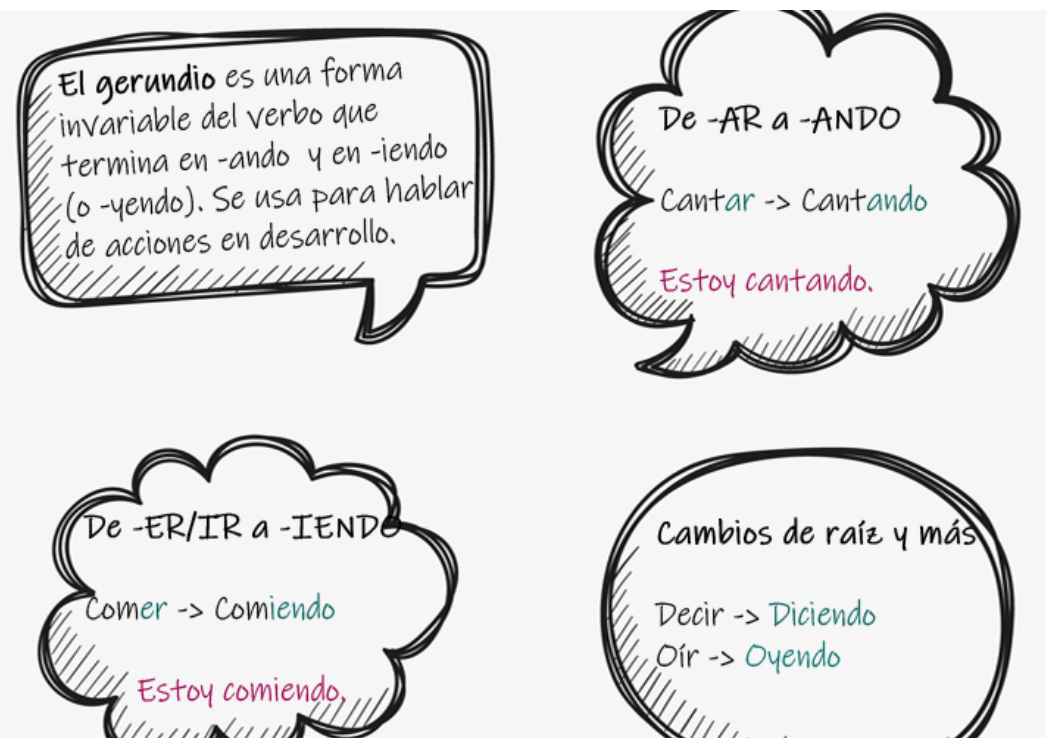 El gerundio es una forma
invariable del verbo que
termina en -ando y en -iendo
(o -yendo). Se usa para hablar
de acciones en desarrollo.
De -AR a -ANDO
Cantar -> Cantando
Estoy cantando.
De -ER/IR a -IENDO
Comer -> Comiendo
Estoy comiendo.
Cambios de raíz y más
Decir -> Diciendo
Oír -> Oyendo